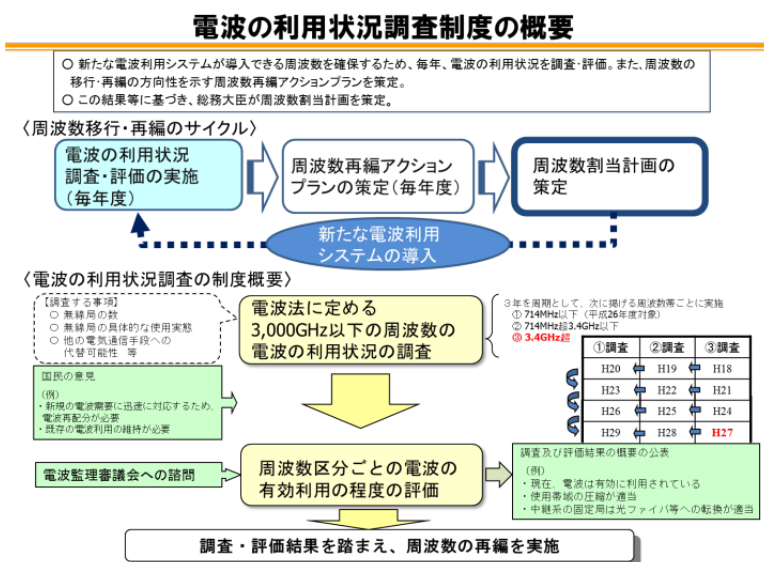 電波の利用状況調査制度の概要
○ 新たな電波利用システムが導入できる周波数を確保するため、毎年、電波の利用状況を調査・評価。また、周波数の
移行・再編の方向性を示す周波数再編アクションプランを策定。
○ この結果等に基づき、総務大臣が周波数割当計画を策定。
〈周波数移行・再編のサイクル〉
電波の利用状況
調査・評価の実施
（毎年度）
周波数再編アクション
プランの策定（毎年度）
周波数割当計画の
策定
新たな電波利用
システムの導入
〈電波の利用状況調査の制度概要〉
【調査する事項】
○ 無線局の数
○ 無線局の具体的な使用実態
○ 他の電気通信手段への
代替可能性 等
電波法に定める
3,000GHz以下の周波数の
電波の利用状況の調査
３年を周期として、次に掲げる周波数帯ごとに実施
① 714MHz以下（平成26年度対象）
② 714MHz超3.4GHz以下
③ 3.4GHz超
①調査 ②調査 ③調査
H20 H19 H18
H23 H22 H21
H26 H25 H24
H29 H28 H27
国民の意見
（例）
・新規の電波需要に迅速に対応するため、
電波再配分が必要
・既存の電波利用の維持が必要
電波監理審議会への諮問
周波数区分ごとの電波の
有効利用の程度の評価
調査及び評価結果の概要の公表
（例）
・現在、電波は有効に利用されている
・使用帯域の圧縮が適当
・中継系の固定局は光ファイバ等への転換が適当
調査・評価結果を踏まえ、周波数の再編を実施